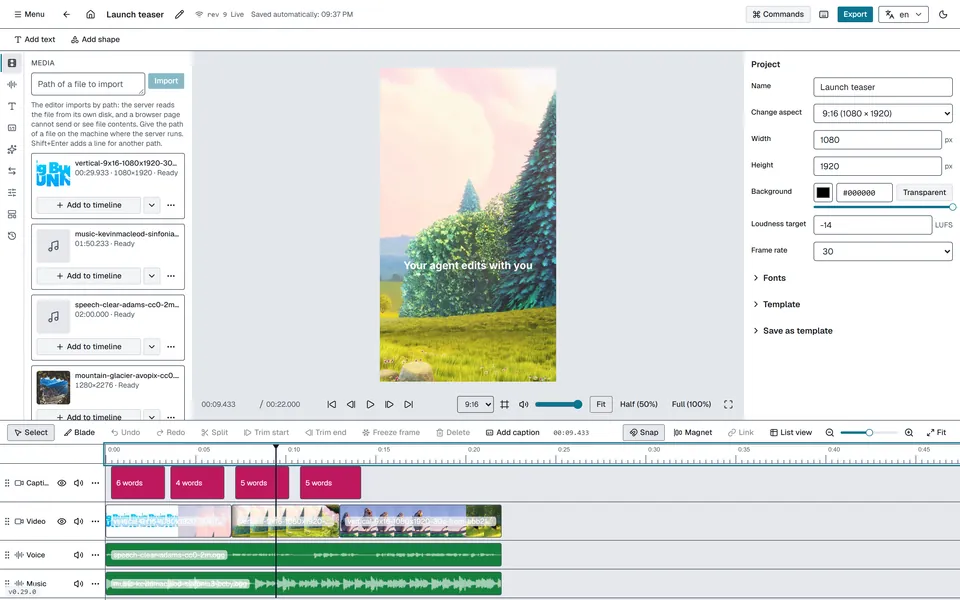 Menu
Launch teaser
rev 9 Live
Saved automatically: 09:37 PM
Commands
Export
en
Add text
Add shape
MEDIA
Path of a file to import
Import
The editor imports by path: the server reads
the file from its own disk, and a browser page
cannot send or see file contents. Give the path
of a file on the machine where the server runs.
Shift+Enter adds a line for another path.
vertical-9x16-1080x1920-30...
00:29.933 · 1080×1920 · Ready
+ Add to timeline
music-kevinmacleod-sinfonia...
01:50.233 · Ready
+ Add to timeline
speech-clear-adams-cc0-2m...
02:00.000 · Ready
+ Add to timeline
mountain-glacier-avopix-cc0,...
1280×2276 · Ready
+ Add to timeline
Your agent edits with you
00:09.433 / 00:22.000
9:16
Fit
Half (50%)
Full (100%)
Project
Name
Launch teaser
Change aspect
9:16 (1080 × 1920)
Width
1080
px
Height
1920
px
Background
#000000
Transparent
Loudness target
-14
LUFS
Frame rate
30
Fonts
Template
Save as template
Select
Blade
Undo
Redo
Split
Trim start
Trim end
Freeze frame
Delete
Add caption
00:09.433
Snap
Magnet
Link
List view
Fit
0:00
0:05
0:10
0:15
0:20
0:25
0:30
0:35
0:40
0:45
Capti...
6 words
4 words
5 words
5 words
Video
Voice
speech-clear-adams-cc0-2m.ogg
Music
v0.29.0